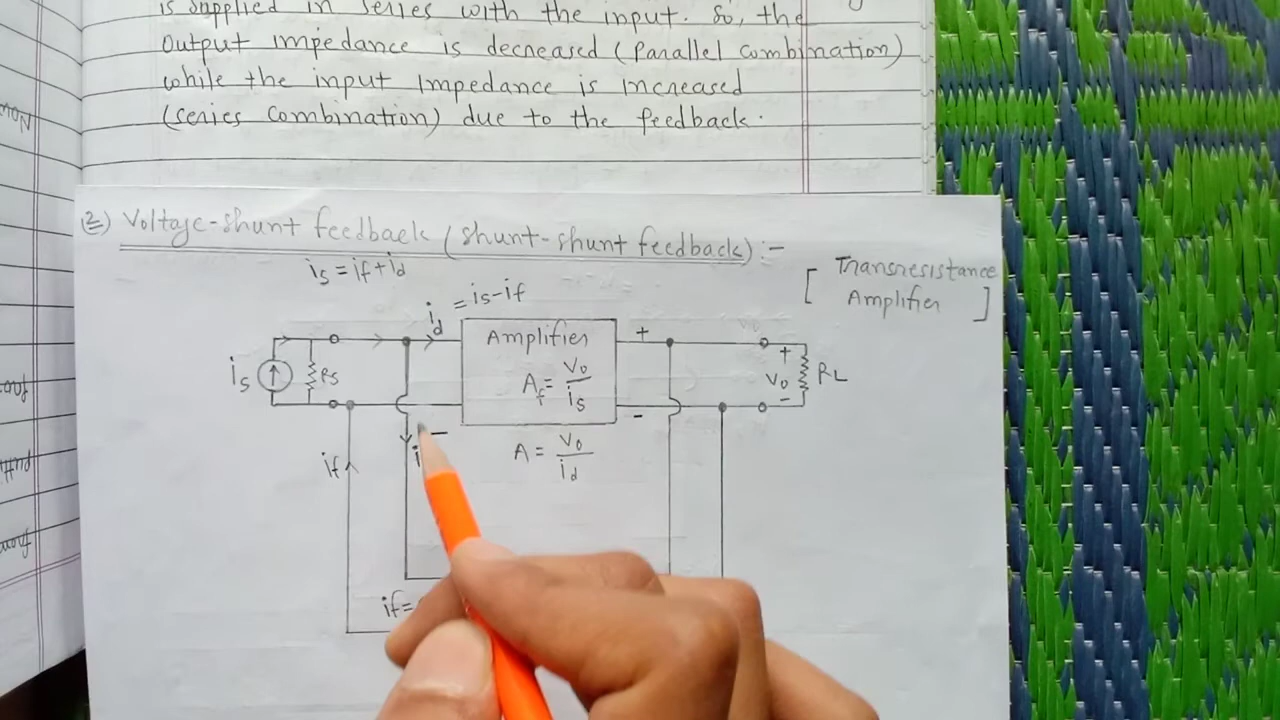 is supplied in series with the input. So, the
output impedance is decreased (parallel combination)
while the input impedance is increased
(series combination) due to the feedback.
(2) Voltage-shunt feedback (shunt-shunt feedback) :-
[ Transresistance
Amplifier ]
is = if + id
id = is - if
Amplifier
Af = Vo / is
A = Vo / id
is
Rs
+
-
+
Vo
-
RL
if
i
if=